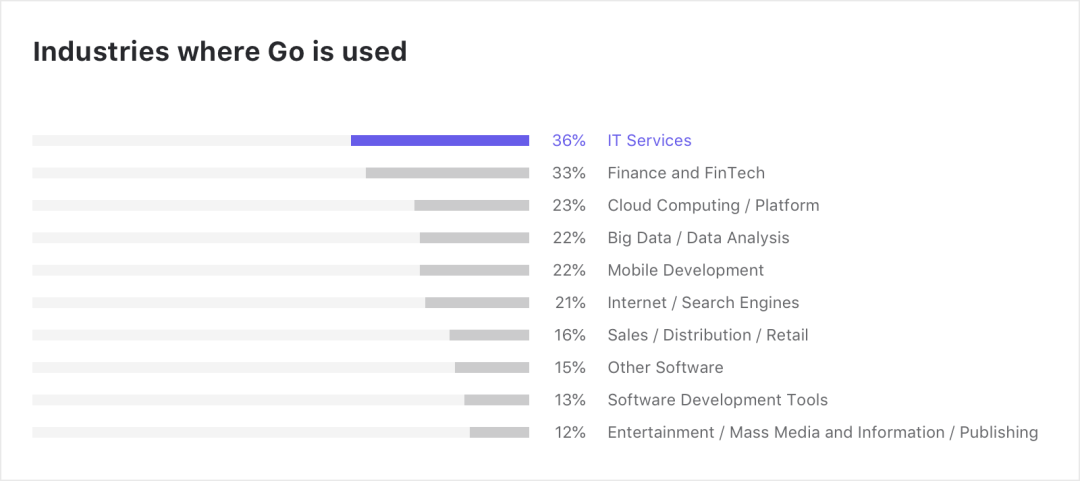 Industries where Go is used
36% IT Services
33% Finance and FinTech
23% Cloud Computing / Platform
22% Big Data / Data Analysis
22% Mobile Development
21% Internet / Search Engines
16% Sales / Distribution / Retail
15% Other Software
13% Software Development Tools
12% Entertainment / Mass Media and Information / Publishing